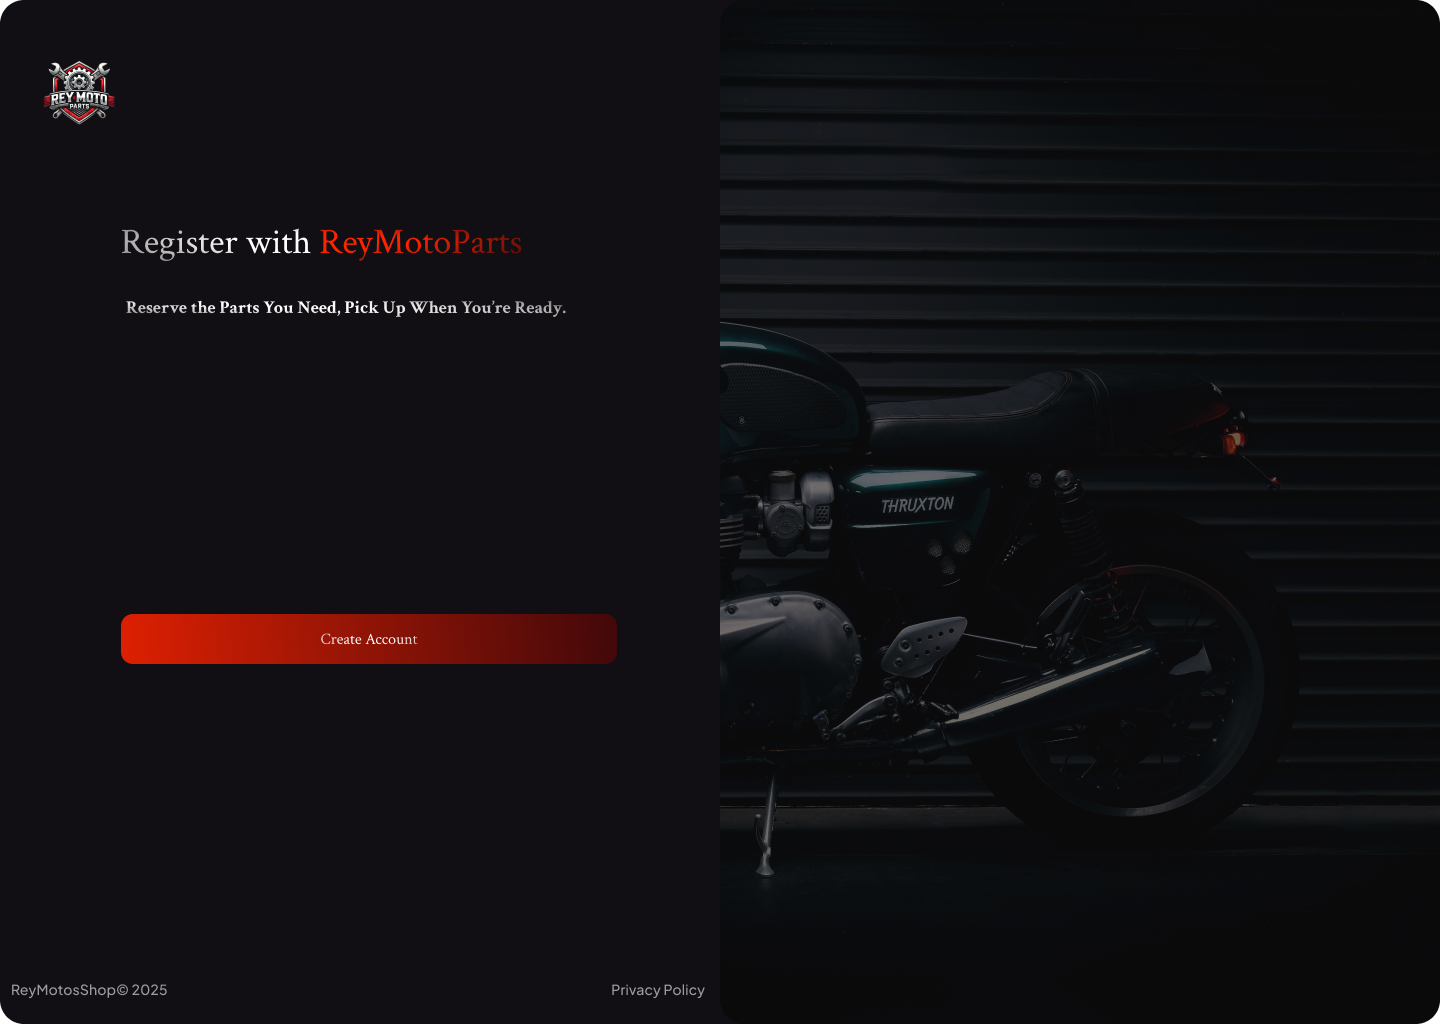 REY MOTO
PARTS
Register with ReyMotoParts
Reserve the Parts You Need, Pick Up When You’re Ready.
THRUXTON
Create Account
ReyMotosShop© 2025
Privacy Policy